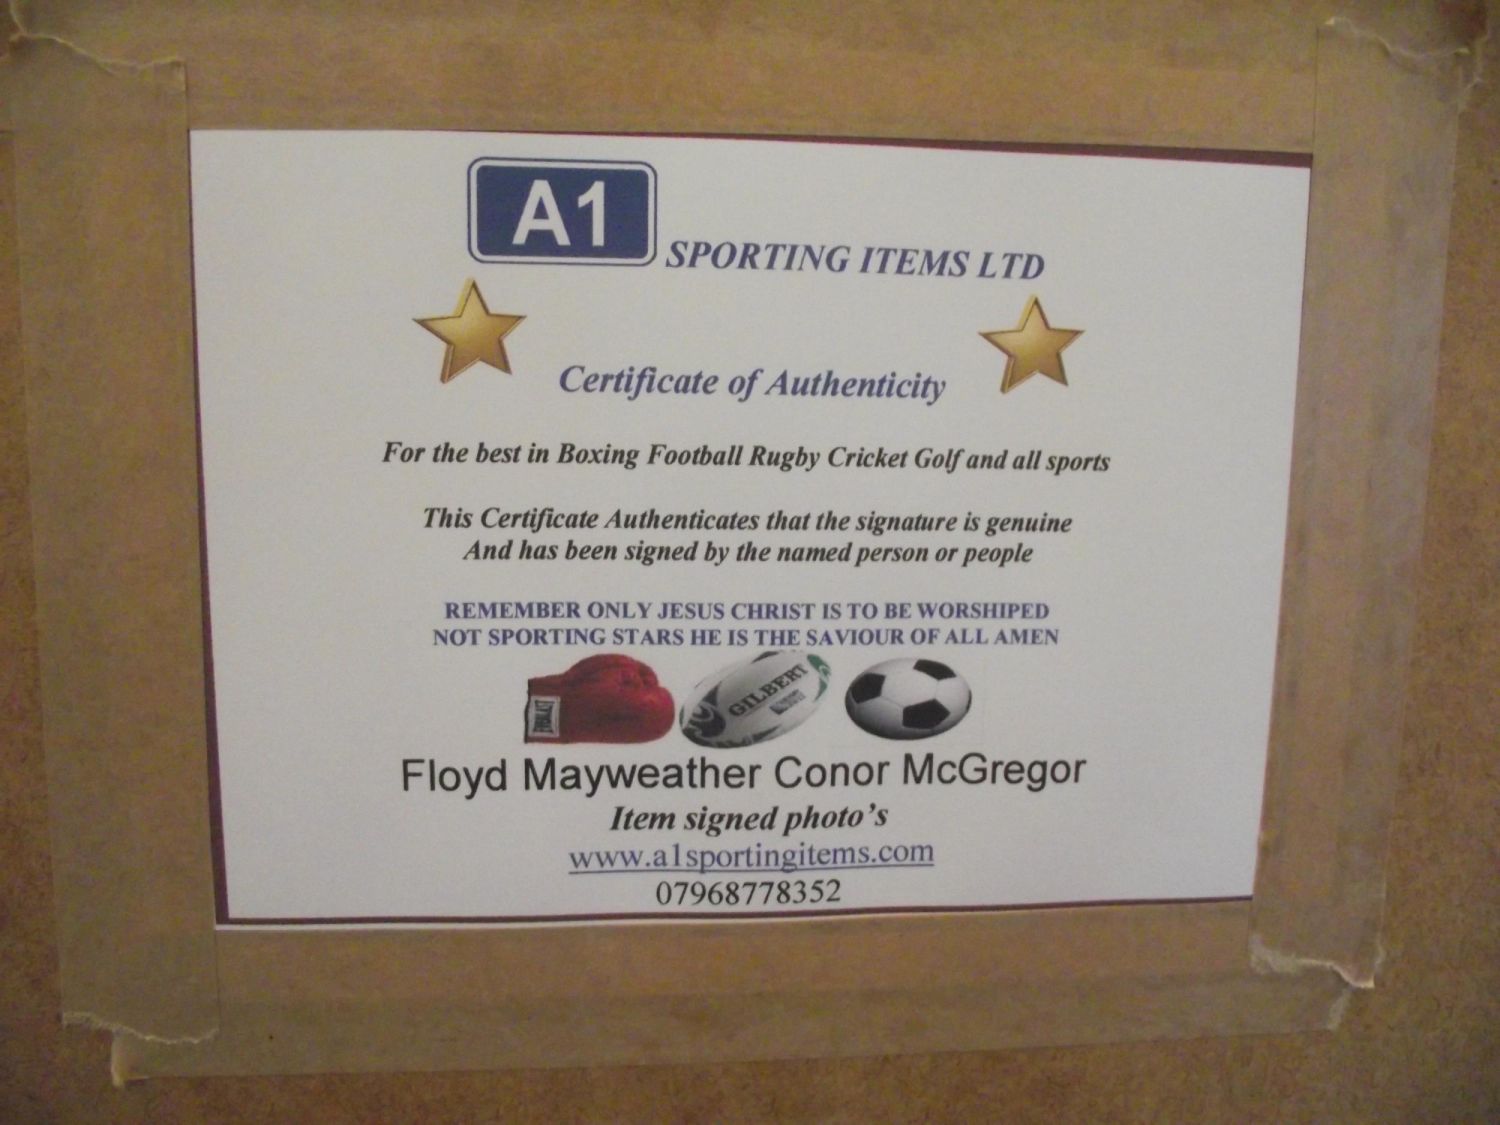 A1
SPORTING ITEMS LTD
Certificate of Authenticity
For the best in Boxing Football Rugby Cricket Golf and all sports
This Certificate Authenticates that the signature is genuine
And has been signed by the named person or people
REMEMBER ONLY JESUS CHRIST IS TO BE WORSHIPED
NOT SPORTING STARS HE IS THE SAVIOUR OF ALL AMEN
EVERLAST
GILBERT
Floyd Mayweather Conor McGregor
Item signed photo's
www.a1sportingitems.com
07968778352